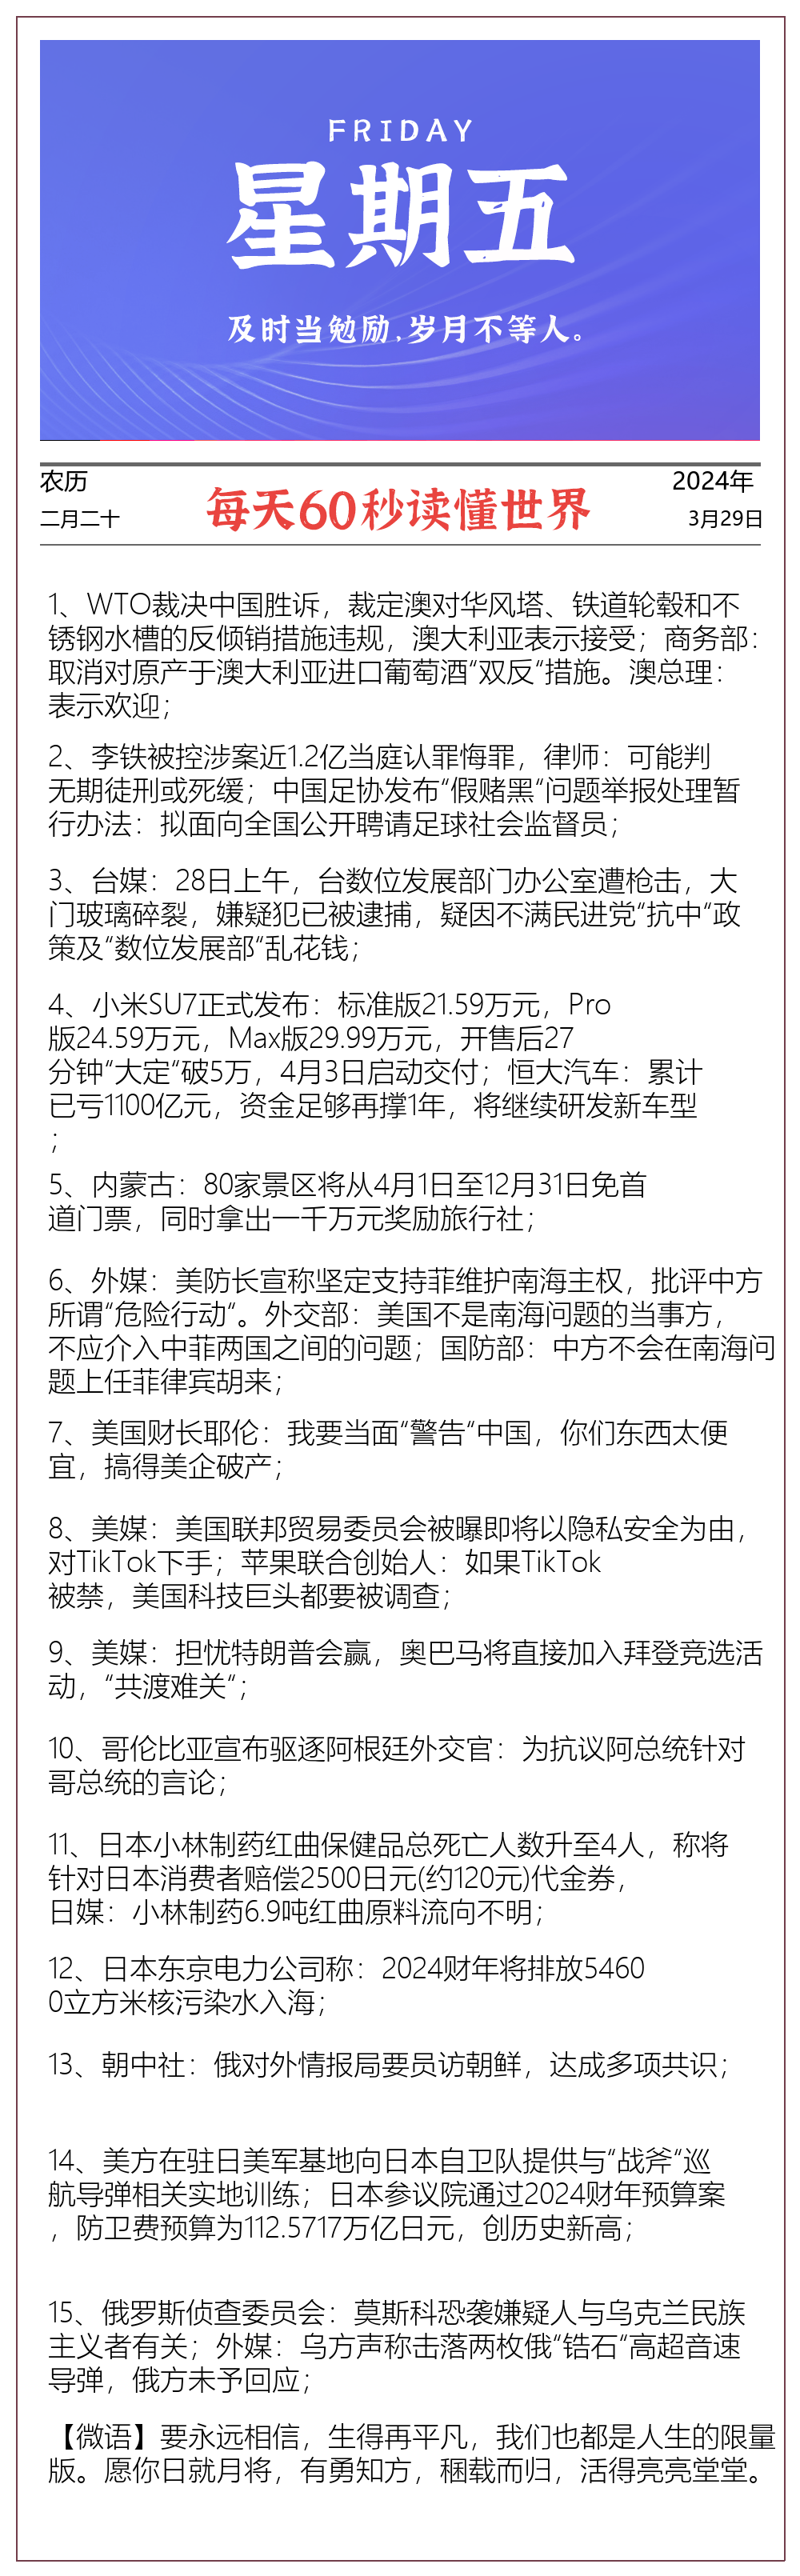 FRIDAY
星期五
及时当勉励,岁月不等人。
农历
2024年
每天60秒读懂世界
二月二十
3月29日
1、WTO裁决中国胜诉，裁定澳对华风塔、铁道轮毂和不
锈钢水槽的反倾销措施违规，澳大利亚表示接受；商务部：
取消对原产于澳大利亚进口葡萄酒“双反“措施。澳总理：
表示欢迎；
2、李铁被控涉案近1.2亿当庭认罪悔罪，律师：可能判
无期徒刑或死缓；中国足协发布“假赌黑“问题举报处理暂
行办法：拟面向全国公开聘请足球社会监督员；
3、台媒：28日上午，台数位发展部门办公室遭枪击，大
门玻璃碎裂，嫌疑犯已被逮捕，疑因不满民进党“抗中“政
策及“数位发展部“乱花钱；
4、小米SU7正式发布：标准版21.59万元，Pro
版24.59万元，Max版29.99万元，开售后27
分钟“大定“破5万，4月3日启动交付；恒大汽车：累计
已亏1100亿元，资金足够再撑1年，将继续研发新车型
；
5、内蒙古：80家景区将从4月1日至12月31日免首
道门票，同时拿出一千万元奖励旅行社；
6、外媒：美防长宣称坚定支持菲维护南海主权，批评中方
所谓“危险行动“。外交部：美国不是南海问题的当事方，
不应介入中菲两国之间的问题；国防部：中方不会在南海问
题上任菲律宾胡来；
7、美国财长耶伦：我要当面“警告“中国，你们东西太便
宜，搞得美企破产；
8、美媒：美国联邦贸易委员会被曝即将以隐私安全为由，
对TikTok下手；苹果联合创始人：如果TikTok
被禁，美国科技巨头都要被调查；
9、美媒：担忧特朗普会赢，奥巴马将直接加入拜登竞选活
动，“共渡难关“；
10、哥伦比亚宣布驱逐阿根廷外交官：为抗议阿总统针对
哥总统的言论；
11、日本小林制药红曲保健品总死亡人数升至4人，称将
针对日本消费者赔偿2500日元(约120元)代金券，
日媒：小林制药6.9吨红曲原料流向不明；
12、日本东京电力公司称：2024财年将排放5460
0立方米核污染水入海；
13、朝中社：俄对外情报局要员访朝鲜，达成多项共识；
14、美方在驻日美军基地向日本自卫队提供与“战斧“巡
航导弹相关实地训练；日本参议院通过2024财年预算案
，防卫费预算为112.5717万亿日元，创历史新高；
15、俄罗斯侦查委员会：莫斯科恐袭嫌疑人与乌克兰民族
主义者有关；外媒：乌方声称击落两枚俄“锆石“高超音速
导弹，俄方未予回应；
【微语】要永远相信，生得再平凡，我们也都是人生的限量
版。愿你日就月将，有勇知方，稇载而归，活得亮亮堂堂。